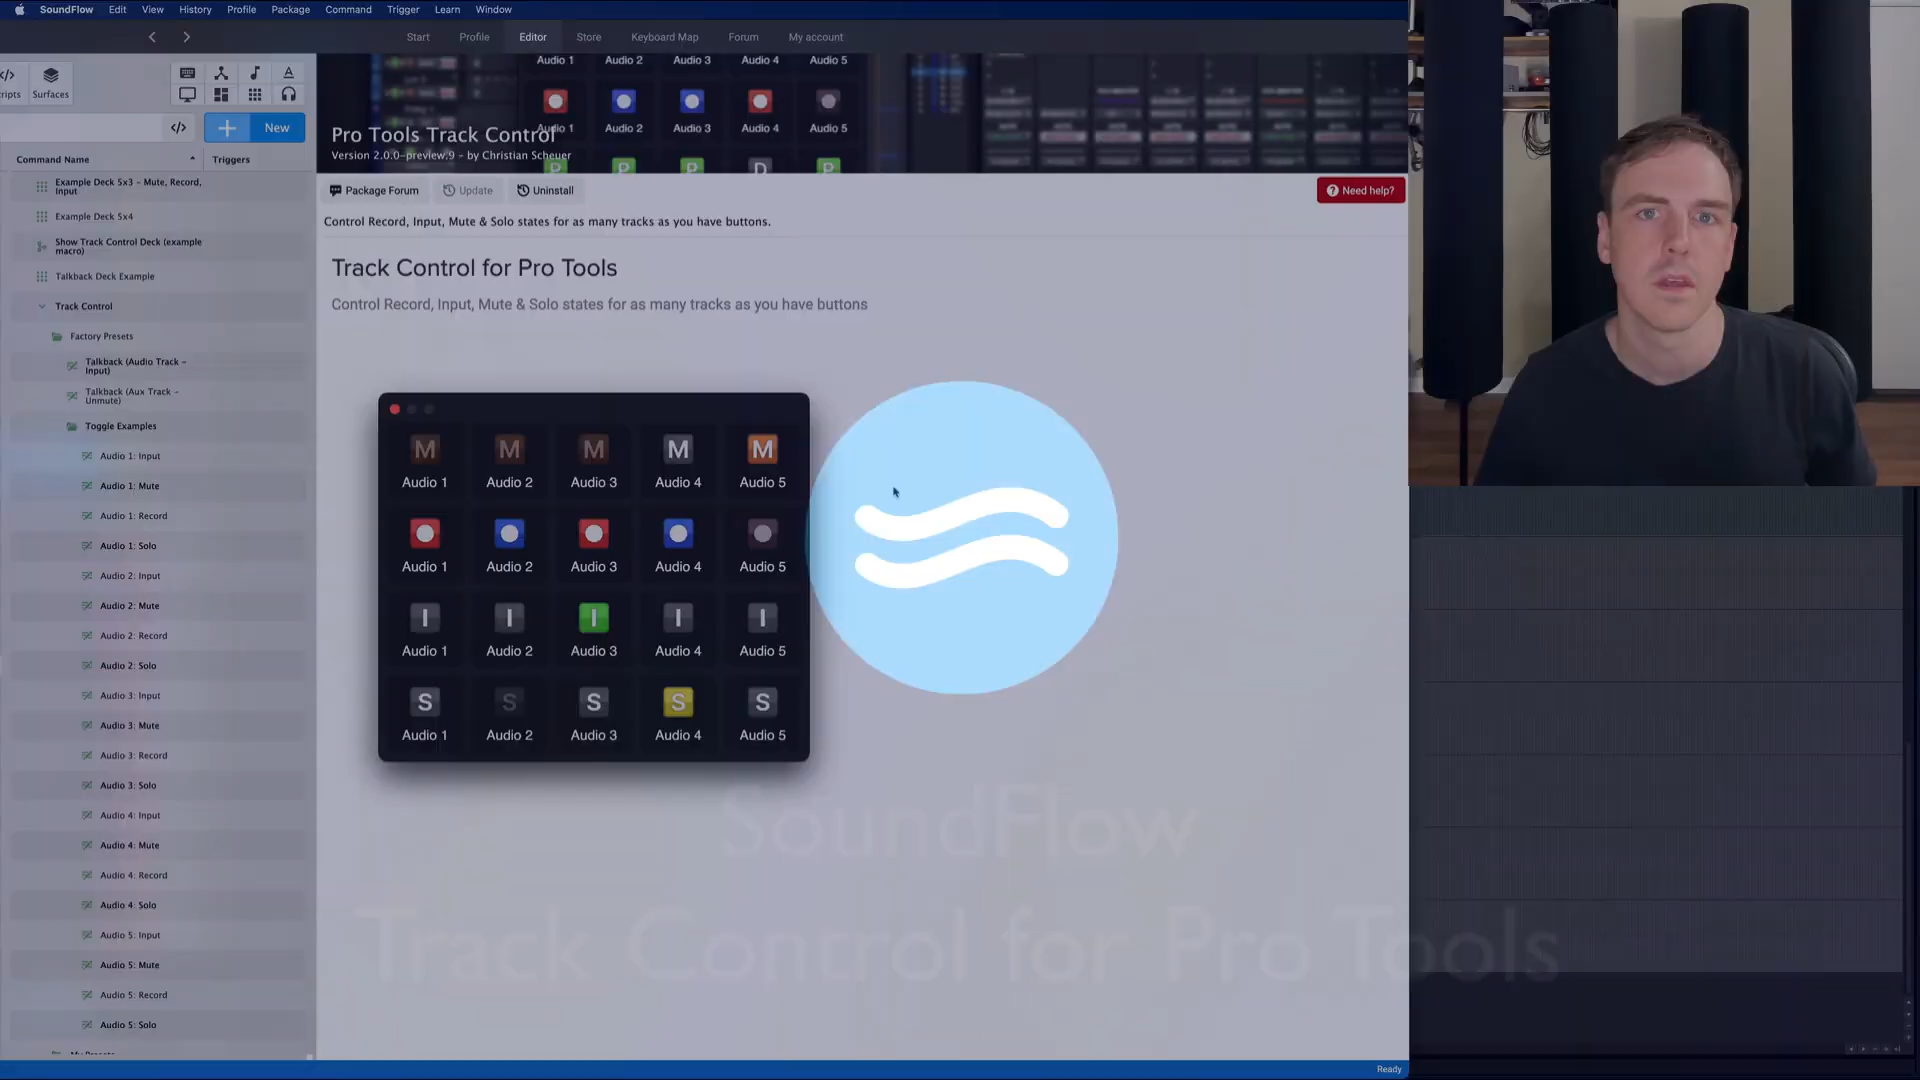 SoundFlow Edit View History Profile Package Command Trigger Learn Window
Start Profile Editor Store Keyboard Map Forum My account
Surfaces
New
Command Name Triggers
Example Deck 5x3 - Mute, Record,
Input
Example Deck 5x4
Show Track Control Deck (example
macro)
Talkback Deck Example
Track Control
Factory Presets
Talkback (Audio Track -
Input)
Talkback (Aux Track -
Unmute)
Toggle Examples
Audio 1: Input
Audio 1: Mute
Audio 1: Record
Audio 1: Solo
Audio 2: Input
Audio 2: Mute
Audio 2: Record
Audio 2: Solo
Audio 3: Input
Audio 3: Mute
Audio 3: Record
Audio 3: Solo
Audio 4: Input
Audio 4: Mute
Audio 4: Record
Audio 4: Solo
Audio 5: Input
Audio 5: Mute
Audio 5: Record
Audio 5: Solo
Audio 1 Audio 2 Audio 3 Audio 4 Audio 5
Audio 1 Audio 2 Audio 3 Audio 4 Audio 5
Pro Tools Track Control
Version 2.0.0-preview.9 - by Christian Scheuer
Package Forum Update Uninstall Need help?
Control Record, Input, Mute & Solo states for as many tracks as you have buttons.
Track Control for Pro Tools
Control Record, Input, Mute & Solo states for as many tracks as you have buttons
M M M M M
Audio 1 Audio 2 Audio 3 Audio 4 Audio 5
Audio 1 Audio 2 Audio 3 Audio 4 Audio 5
I I I I I
Audio 1 Audio 2 Audio 3 Audio 4 Audio 5
S S S S S
Audio 1 Audio 2 Audio 3 Audio 4 Audio 5
SoundFlow
Track Control for Pro Tools
Ready